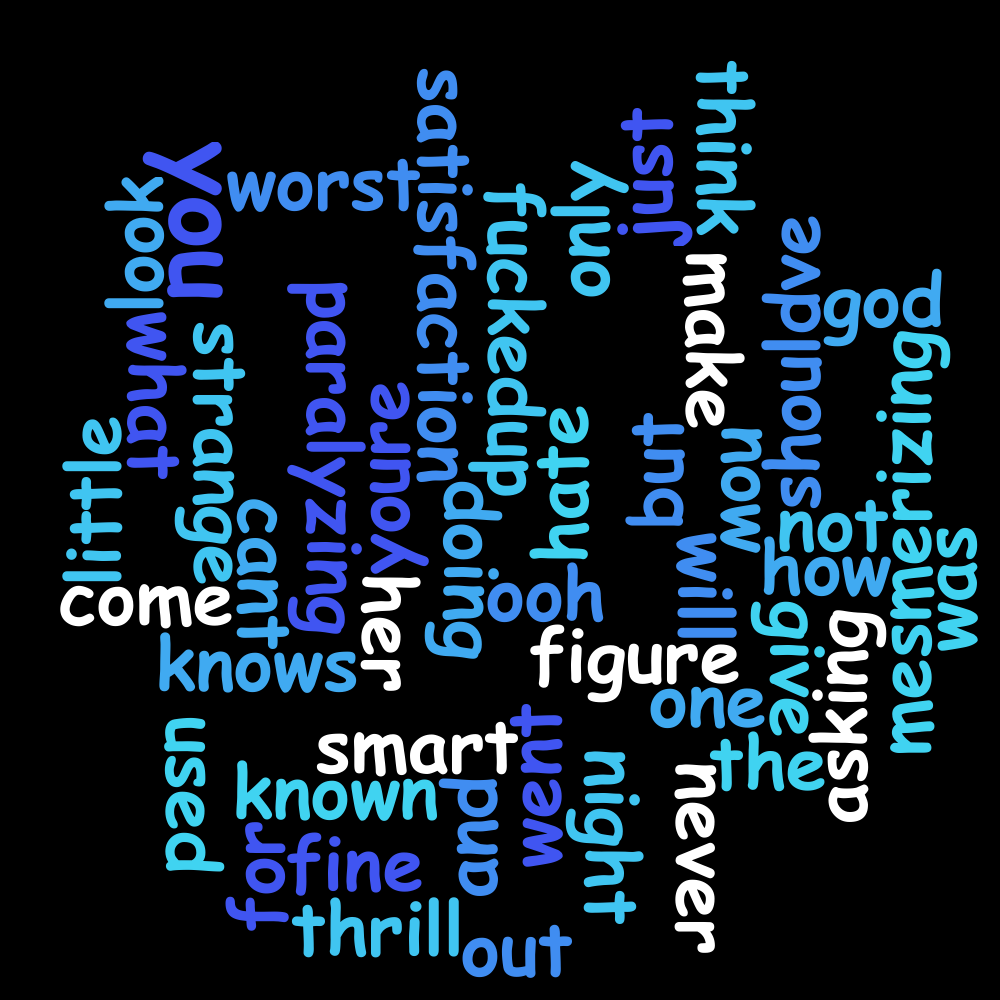 think
satisfaction
just
you
worst
look
only
fuckedup
shouldve
make
god
paralyzing
what
strange
mesmerizing
youre
hate
but
now
little
doing
can't
not
how
was
will
ooh
come
her
give
asking
knows
figure
one
smart
went
the
used
known
and
night
never
for
fine
thrill
out